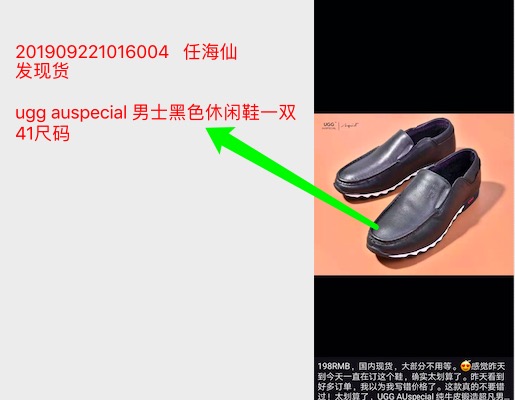 201909221016004 任海仙
发现货
ugg auspecial 男士黑色休闲鞋一双
41尺码
UGG
198RMB，国内现货，大部分不用等。😍感觉昨天
到今天一直在订这个鞋，确实太划算了。昨天看到
好多订单，我以为我写错价格了。这款真的不要错
过！太划算了，UGG AUspecial 纯牛皮锻造超凡男...